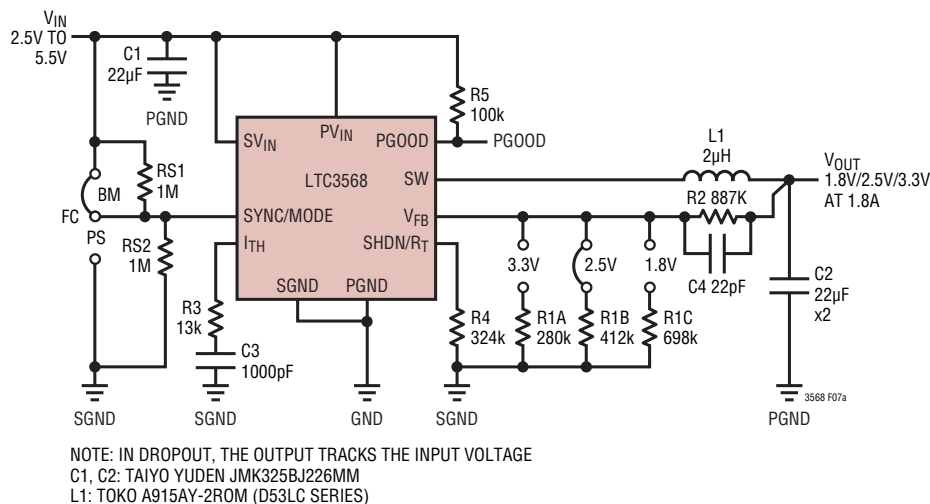 VIN
2.5V TO
5.5V
C1
22µF
PGND
R5
100k
PGOOD
SVIN
PVIN
PGOOD
LTC3568
SW
L1
2µH
VOUT
1.8V/2.5V/3.3V
AT 1.8A
RS1
1M
BM
FC
PS
SYNC/MODE
VFB
R2 887K
C4 22pF
RS2
1M
ITH
SHDN/RT
SGND
PGND
3.3V
2.5V
1.8V
C2
22µF
x2
R3
13k
C3
1000pF
R4
324k
R1A
280k
R1B
412k
R1C
698k
3568 F07a
SGND
SGND
GND
SGND
PGND
NOTE: IN DROPOUT, THE OUTPUT TRACKS THE INPUT VOLTAGE
C1, C2: TAIYO YUDEN JMK325BJ226MM
L1: TOKO A915AY-2ROM (D53LC SERIES)